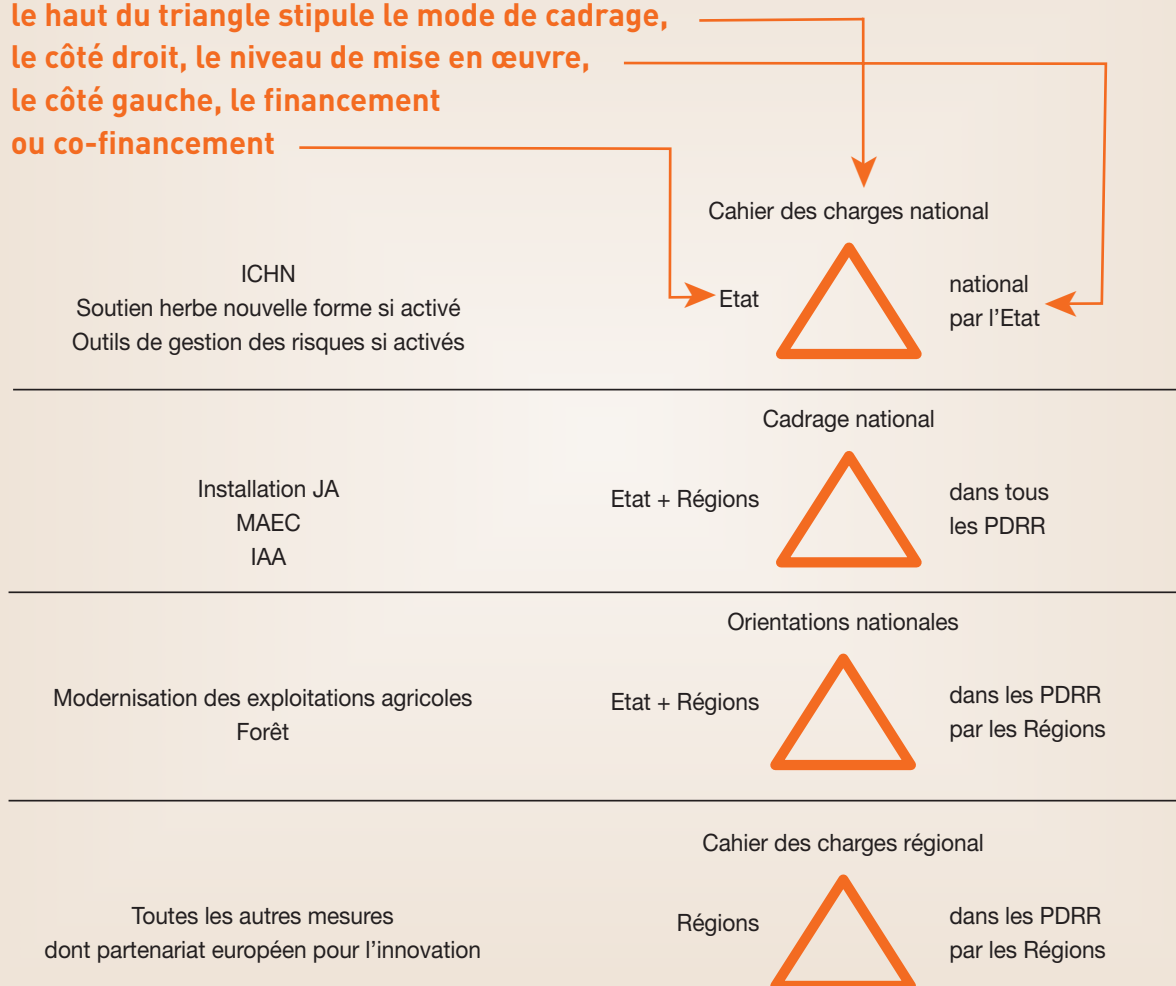 le haut du triangle stipule le mode de cadrage,
le côté droit, le niveau de mise en œuvre,
le côté gauche, le financement
ou co-financement
Cahier des charges national
ICHN
Soutien herbe nouvelle forme si activé
Outils de gestion des risques si activés
Etat
national
par l’Etat
Cadrage national
Installation JA
MAEC
IAA
Etat + Régions
dans tous
les PDRR
Orientations nationales
Modernisation des exploitations agricoles
Forêt
Etat + Régions
dans les PDRR
par les Régions
Cahier des charges régional
Toutes les autres mesures
dont partenariat européen pour l’innovation
Régions
dans les PDRR
par les Régions